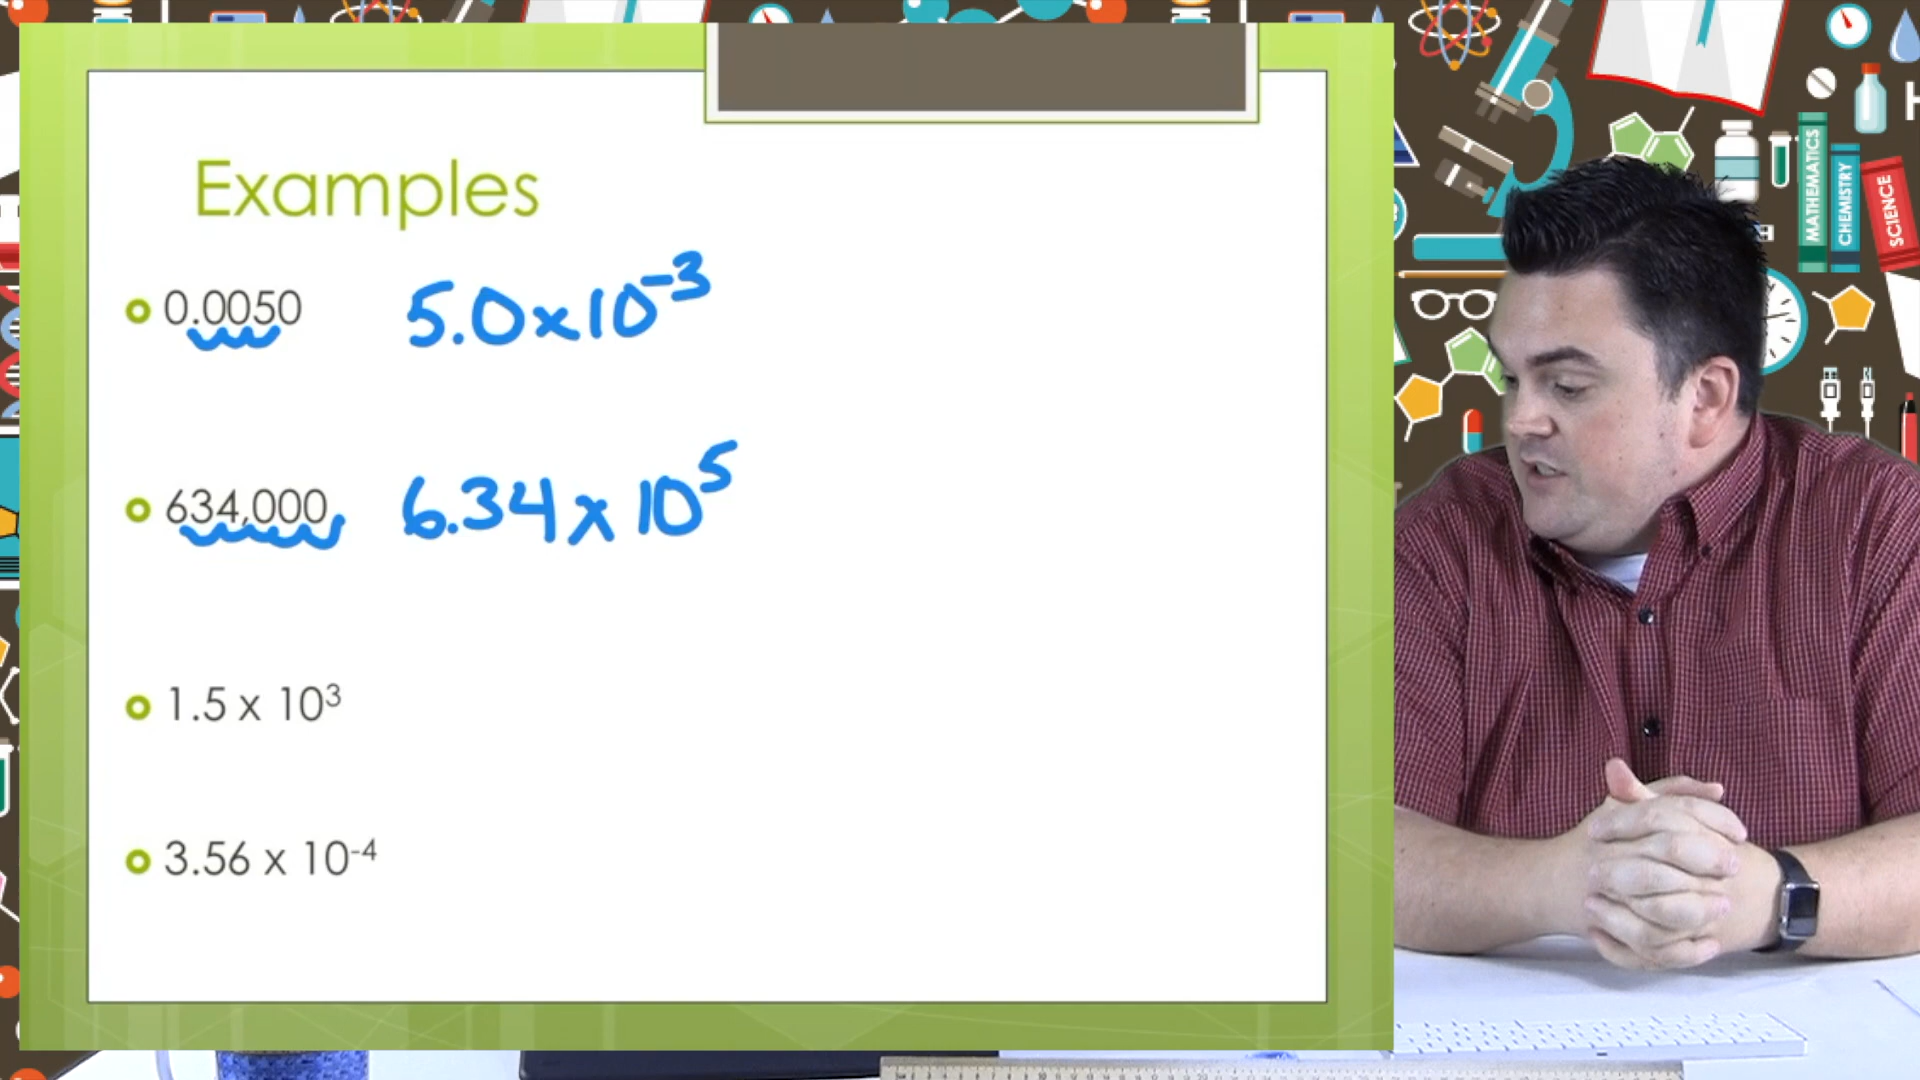 Examples
0.0050 5.0x10⁻³
634,000 6.34 x 10⁵
1.5 x 10³
3.56 x 10⁻⁴
MATHEMATICS
CHEMISTRY
SCIENCE
H